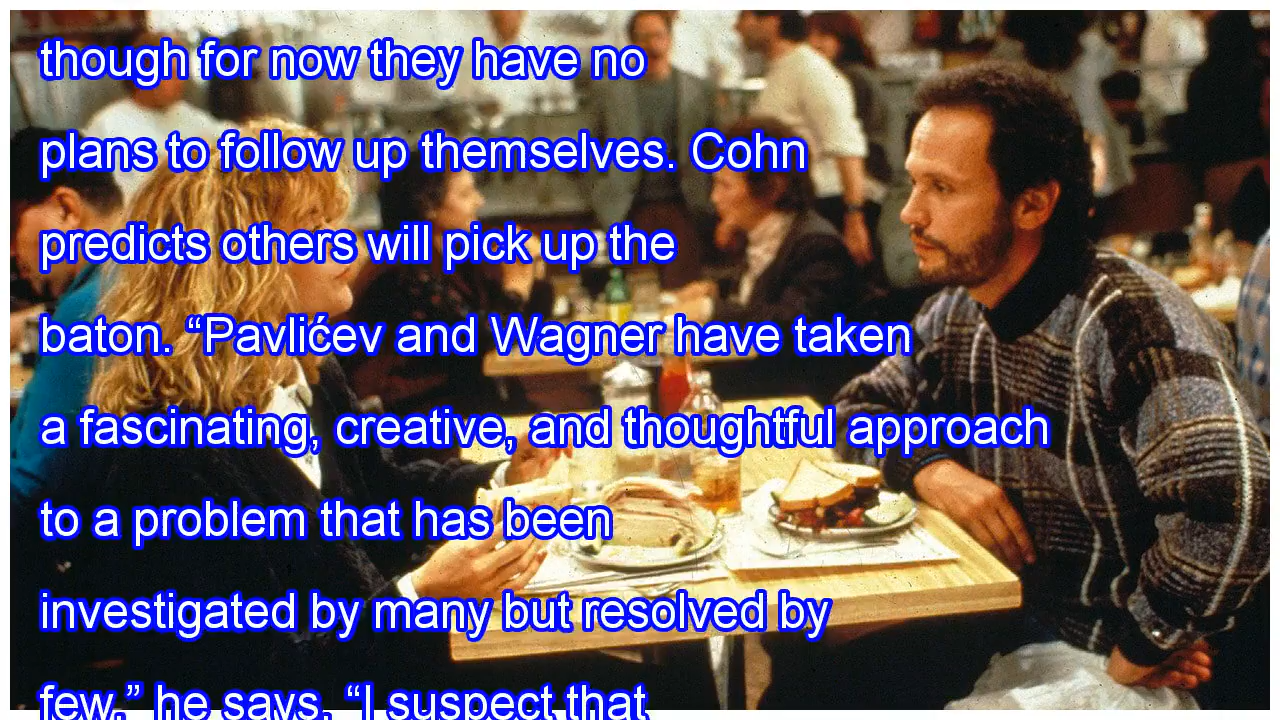 though for now they have no
plans to follow up themselves. Cohn
predicts others will pick up the
baton. “Pavlićev and Wagner have taken
a fascinating, creative, and thoughtful approach
to a problem that has been
investigated by many but resolved by
few,” he says. “I suspect that